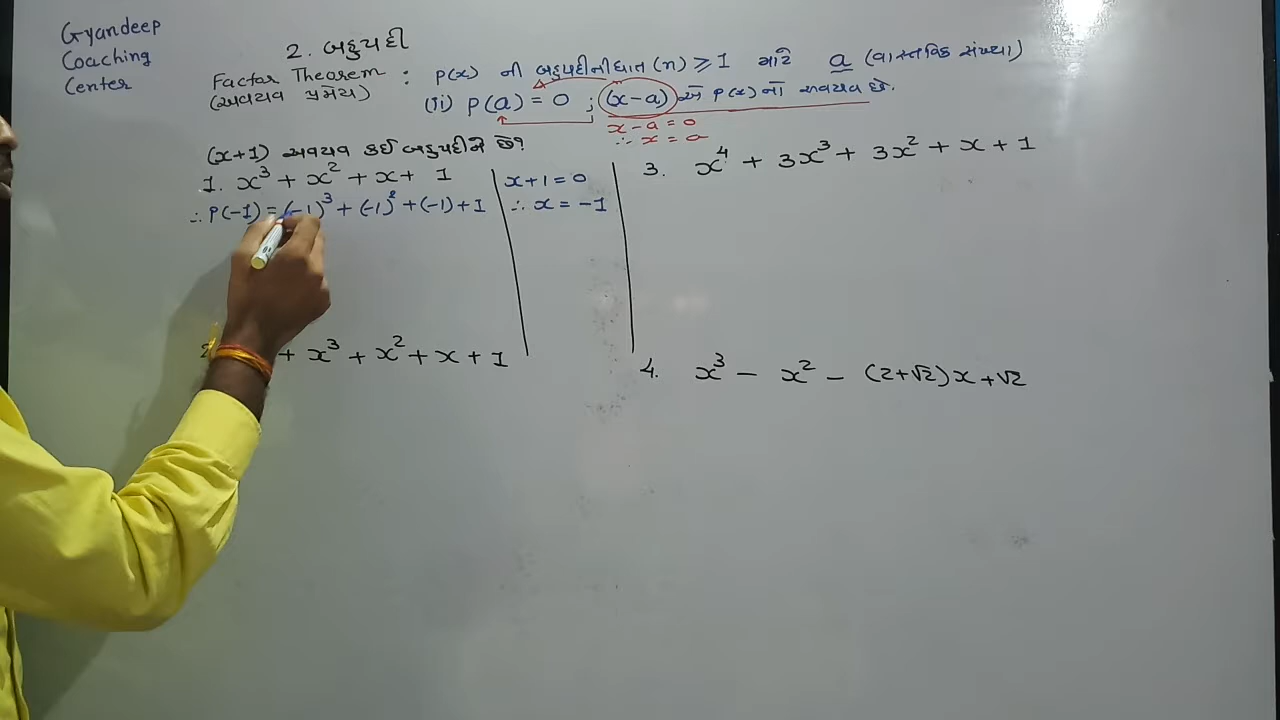 Gyandeep
Coaching
Center
2. બહુપદી
Factor Theorem : P(x) ની બહુપદીની ઘાત (n) ⩾ 1 માટે a (વાસ્તવિક સંખ્યા)
(અવયવ પ્રમેય) (ii) P(a) = 0 ; (x-a) એ P(x) નો અવયવ છે.
x-a=0
∴ x = a
(x+1) અવયવ કઈ બહુપદીને છે?
1. x³ + x² + x + 1
∴ P(-1) = (-1)³ + (-1)² + (-1) + 1
x+1=0
∴ x = -1
+ x³ + x² + x + 1
3. x⁴ + 3x³ + 3x² + x + 1
4. x³ - x² - (2+√2)x + √2